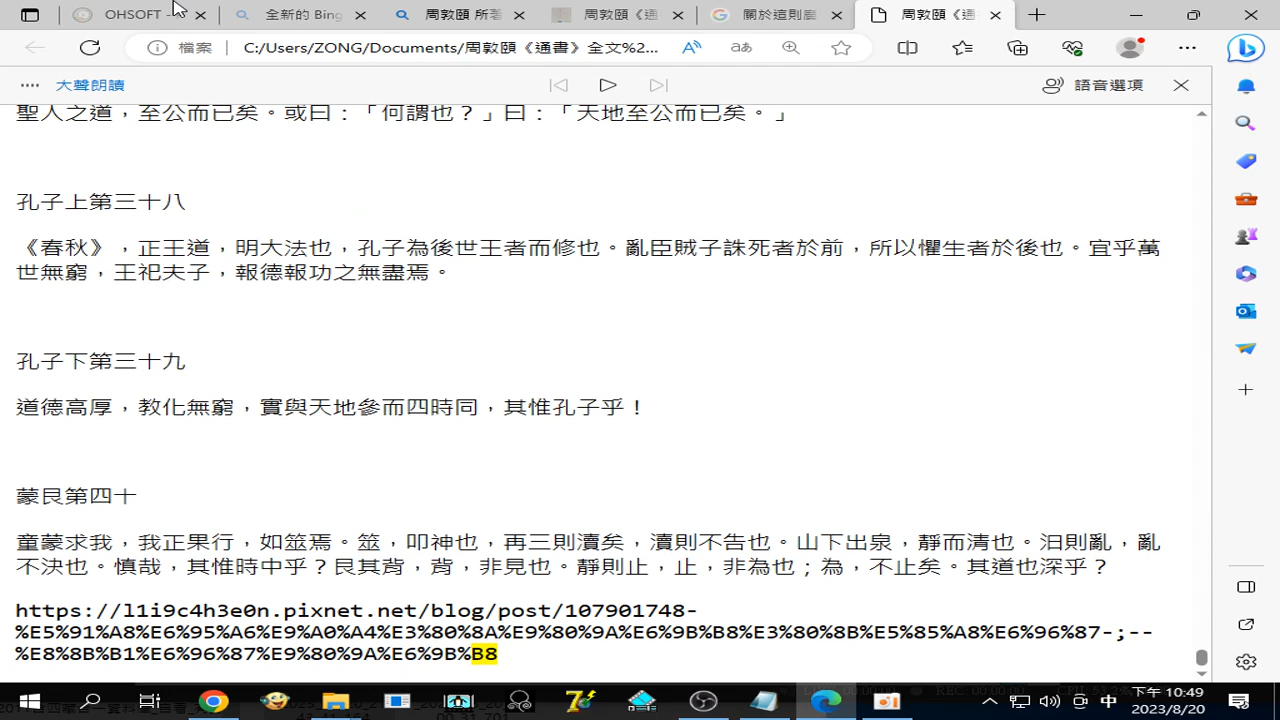 OHSOFT -
全新的 Bing
周敦頤 所著
周敦頤《通
關於這則廳
周敦頤《通
檔案
C:/Users/ZONG/Documents/周敦頤《通書》全文%2...
大聲朗讀
語音選項
聖人之道，至公而已矣。或曰：「何謂也？」曰：「天地至公而已矣。」
孔子上第三十八
《春秋》，正王道，明大法也，孔子為後世王者而修也。亂臣賊子誅死者於前，所以懼生者於後也。宜乎萬
世無窮，王祀夫子，報德報功之無盡焉。
孔子下第三十九
道德高厚，教化無窮，實與天地參而四時同，其惟孔子乎！
蒙艮第四十
童蒙求我，我正果行，如筮焉。筮，叩神也，再三則瀆矣，瀆則不告也。山下出泉，靜而清也。汩則亂，亂
不決也。慎哉，其惟時中乎？艮其背，背，非見也。靜則止，止，非為也；為，不止矣。其道也深乎？
https://l1i9c4h3e0n.pixnet.net/blog/post/107901748-
%E5%91%A8%E6%95%A6%E9%A0%A4%E3%80%8A%E9%80%9A%E6%9B%B8%E3%80%8B%E5%85%A8%E6%96%87-;--
%E8%8B%B1%E6%96%87%E9%80%9A%E6%9B%B8
中
下午 10:49
2023/8/20